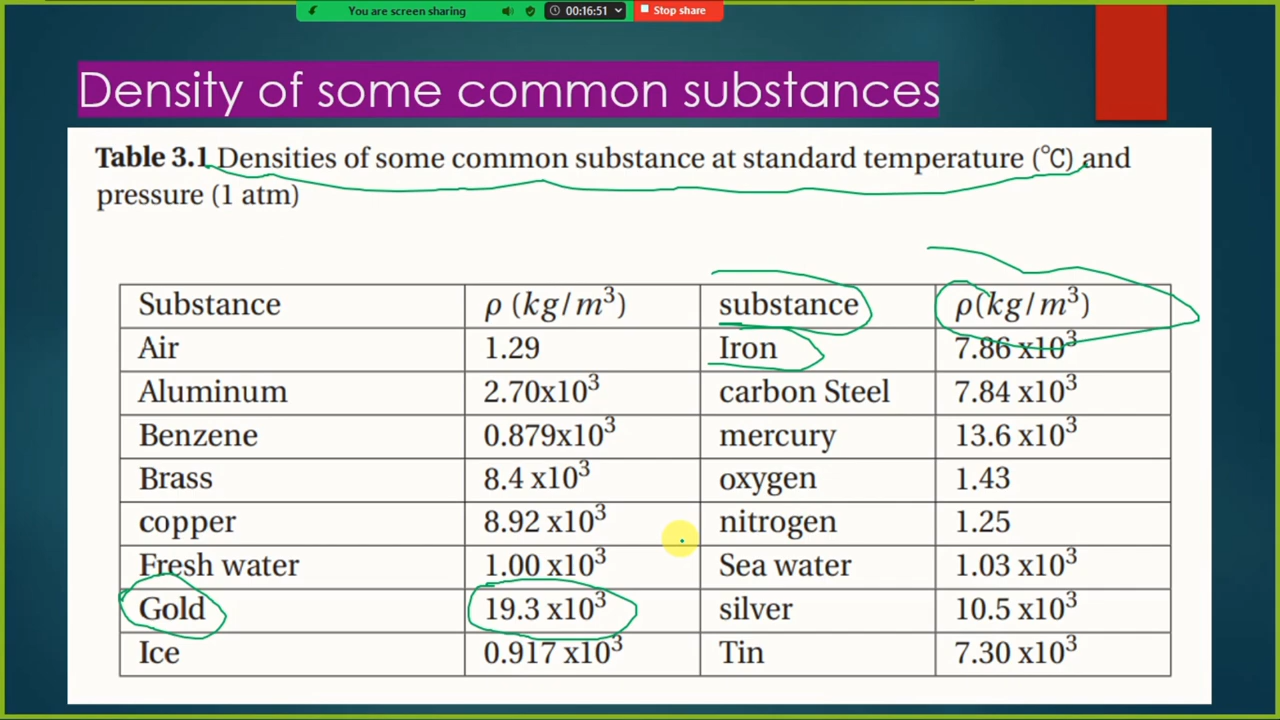 You are screen sharing 00:16:51 Stop share
Density of some common substances
Table 3.1 Densities of some common substance at standard temperature (°C) and
pressure (1 atm)
Substance ρ (kg/m³) substance ρ(kg/m³)
Air 1.29 Iron 7.86 x10³
Aluminum 2.70x10³ carbon Steel 7.84 x10³
Benzene 0.879x10³ mercury 13.6 x10³
Brass 8.4 x10³ oxygen 1.43
copper 8.92 x10³ nitrogen 1.25
Fresh water 1.00 x10³ Sea water 1.03 x10³
Gold 19.3 x10³ silver 10.5 x10³
Ice 0.917 x10³ Tin 7.30 x10³